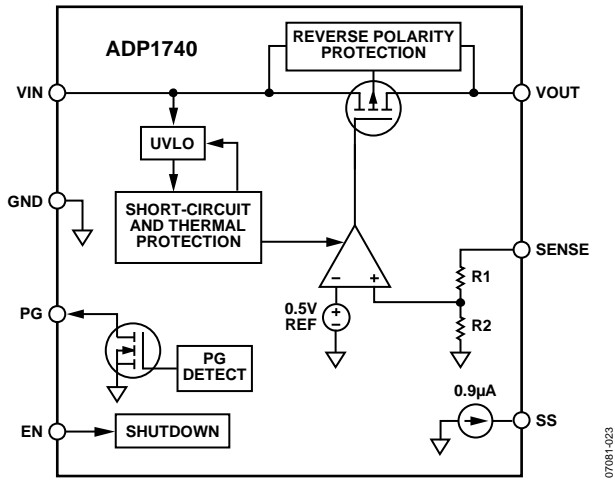 ADP1740
REVERSE POLARITY
PROTECTION
VIN
VOUT
UVLO
GND
SHORT-CIRCUIT
AND THERMAL
PROTECTION
SENSE
R1
–
+
0.5V
REF
+
–
R2
PG
PG
DETECT
0.9µA
EN
SHUTDOWN
SS
07081-023